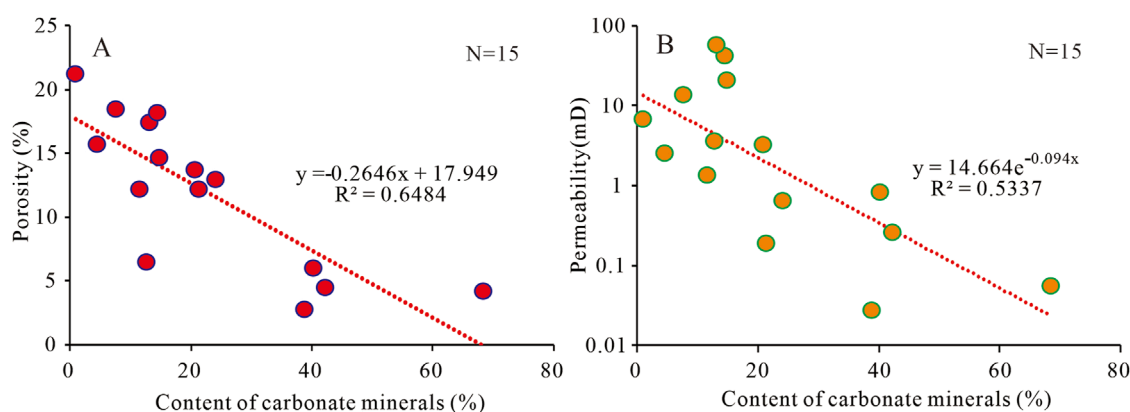 A
N=15
25
20
15
10
5
0
Porosity (%)
y =-0.2646x + 17.949
R² = 0.6484
0 20 40 60 80
Content of carbonate minerals (%)
B
N=15
100
10
1
0.1
0.01
Permeability(mD)
y = 14.664e^-0.094x
R² = 0.5337
0 20 40 60 80
Content of carbonate minerals (%)